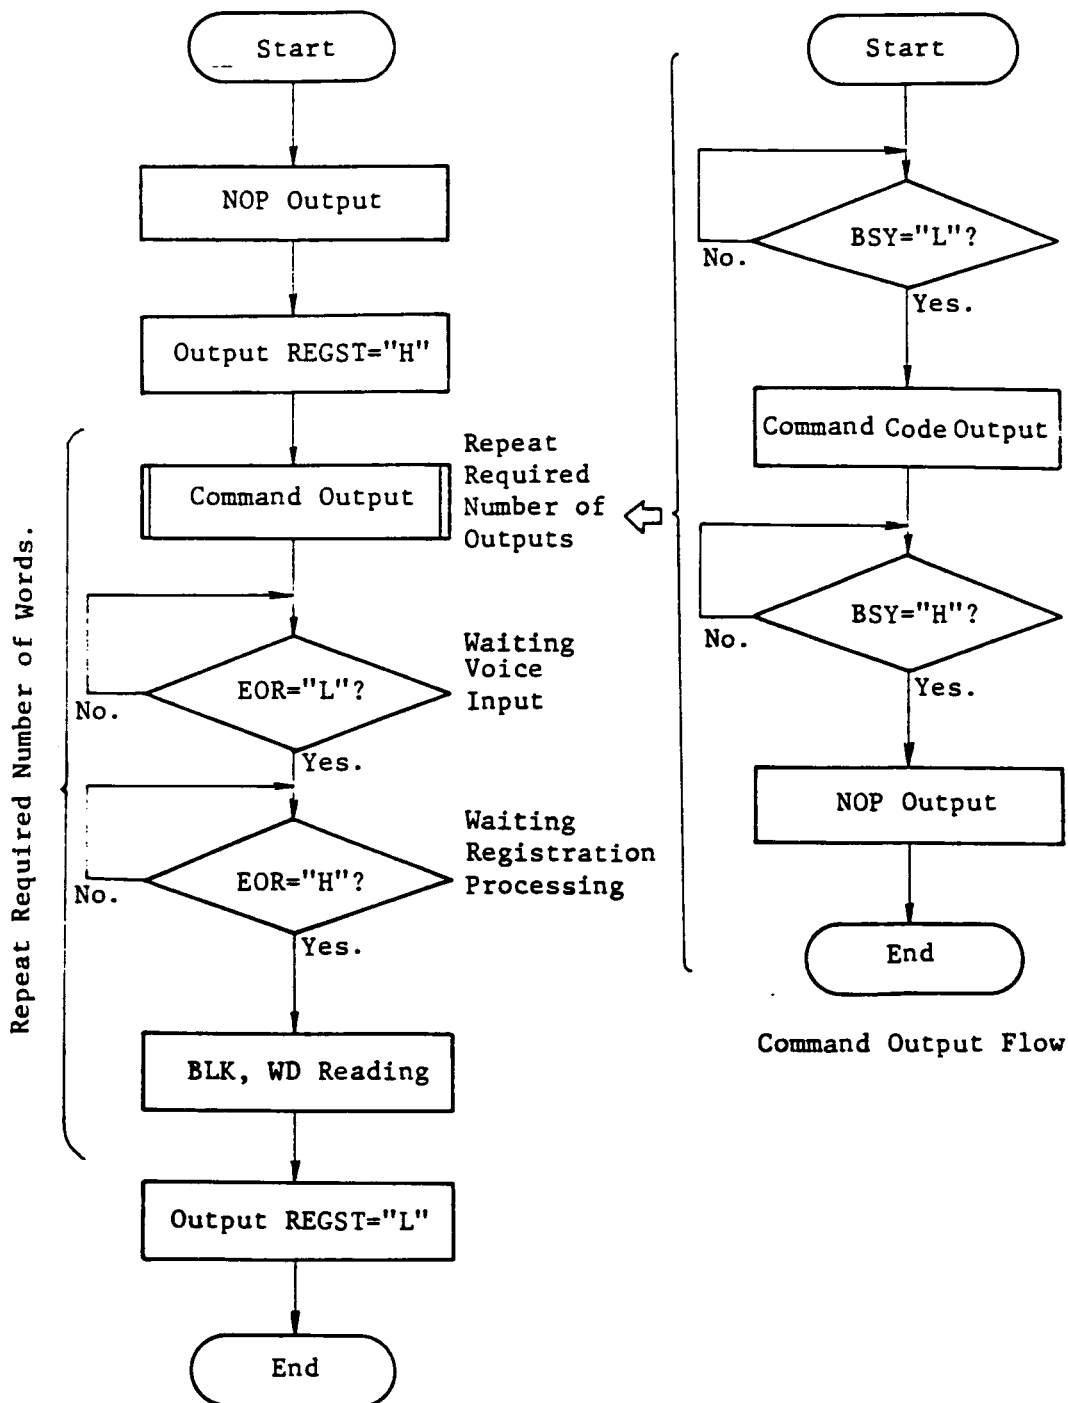 Start
NOP Output
Output REGST="H"
Command Output
Repeat
Required
Number of
Outputs
EOR="L"?
No.
Yes.
Waiting
Voice
Input
EOR="H"?
No.
Yes.
Waiting
Registration
Processing
BLK, WD Reading
Output REGST="L"
End
Repeat Required Number of Words.
Start
BSY="L"?
No.
Yes.
Command Code Output
BSY="H"?
No.
Yes.
NOP Output
End
Command Output Flow